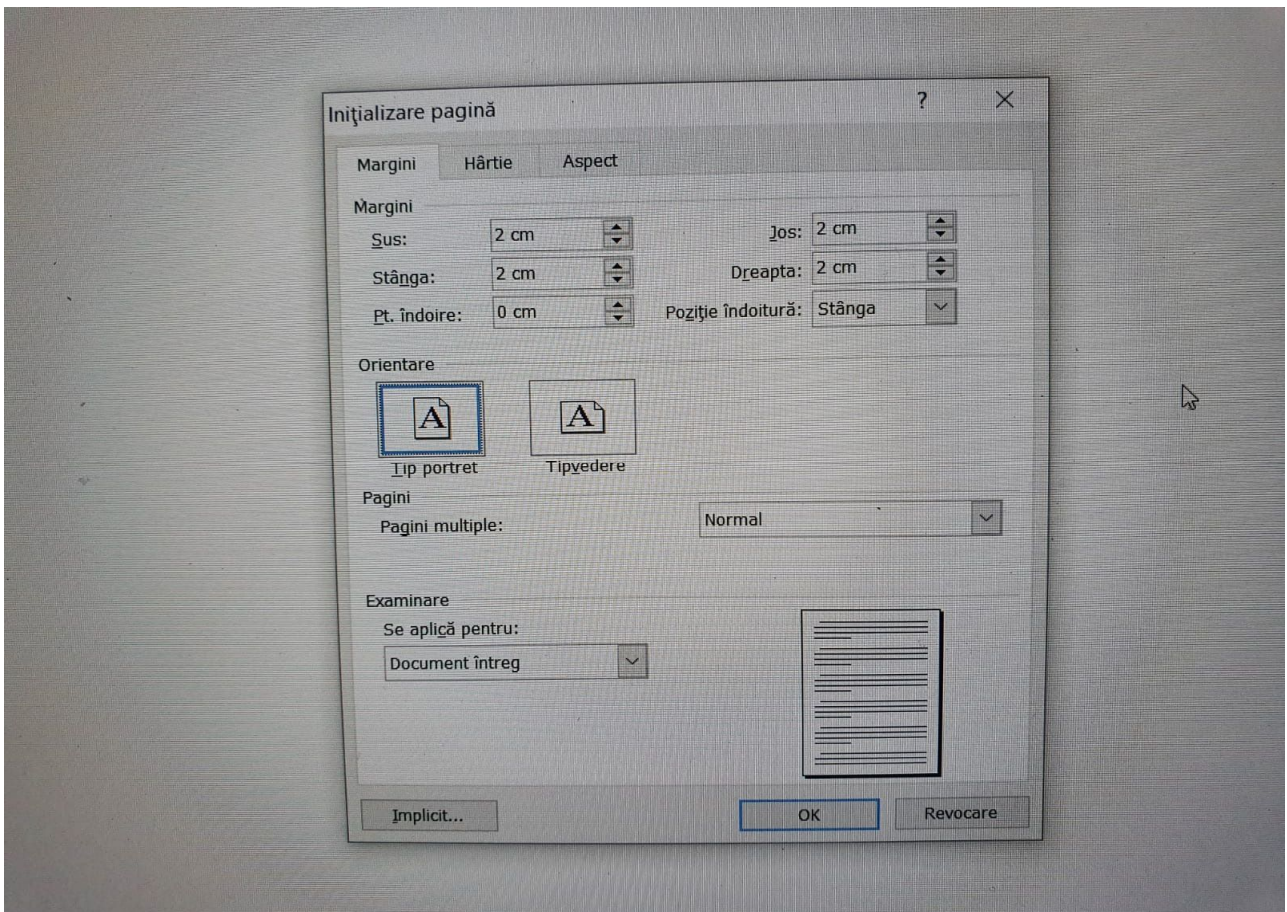 Iniţializare pagină ?
Margini Hârtie Aspect
Margini
Sus: 2 cm Jos: 2 cm
Stânga: 2 cm Dreapta: 2 cm
Pt. îndoire: 0 cm Poziţie îndoitură: Stânga
Orientare
A A
Tip portret Tipvedere
Pagini
Pagini multiple: Normal
Examinare
Se aplică pentru:
Document întreg
Implicit... OK Revocare